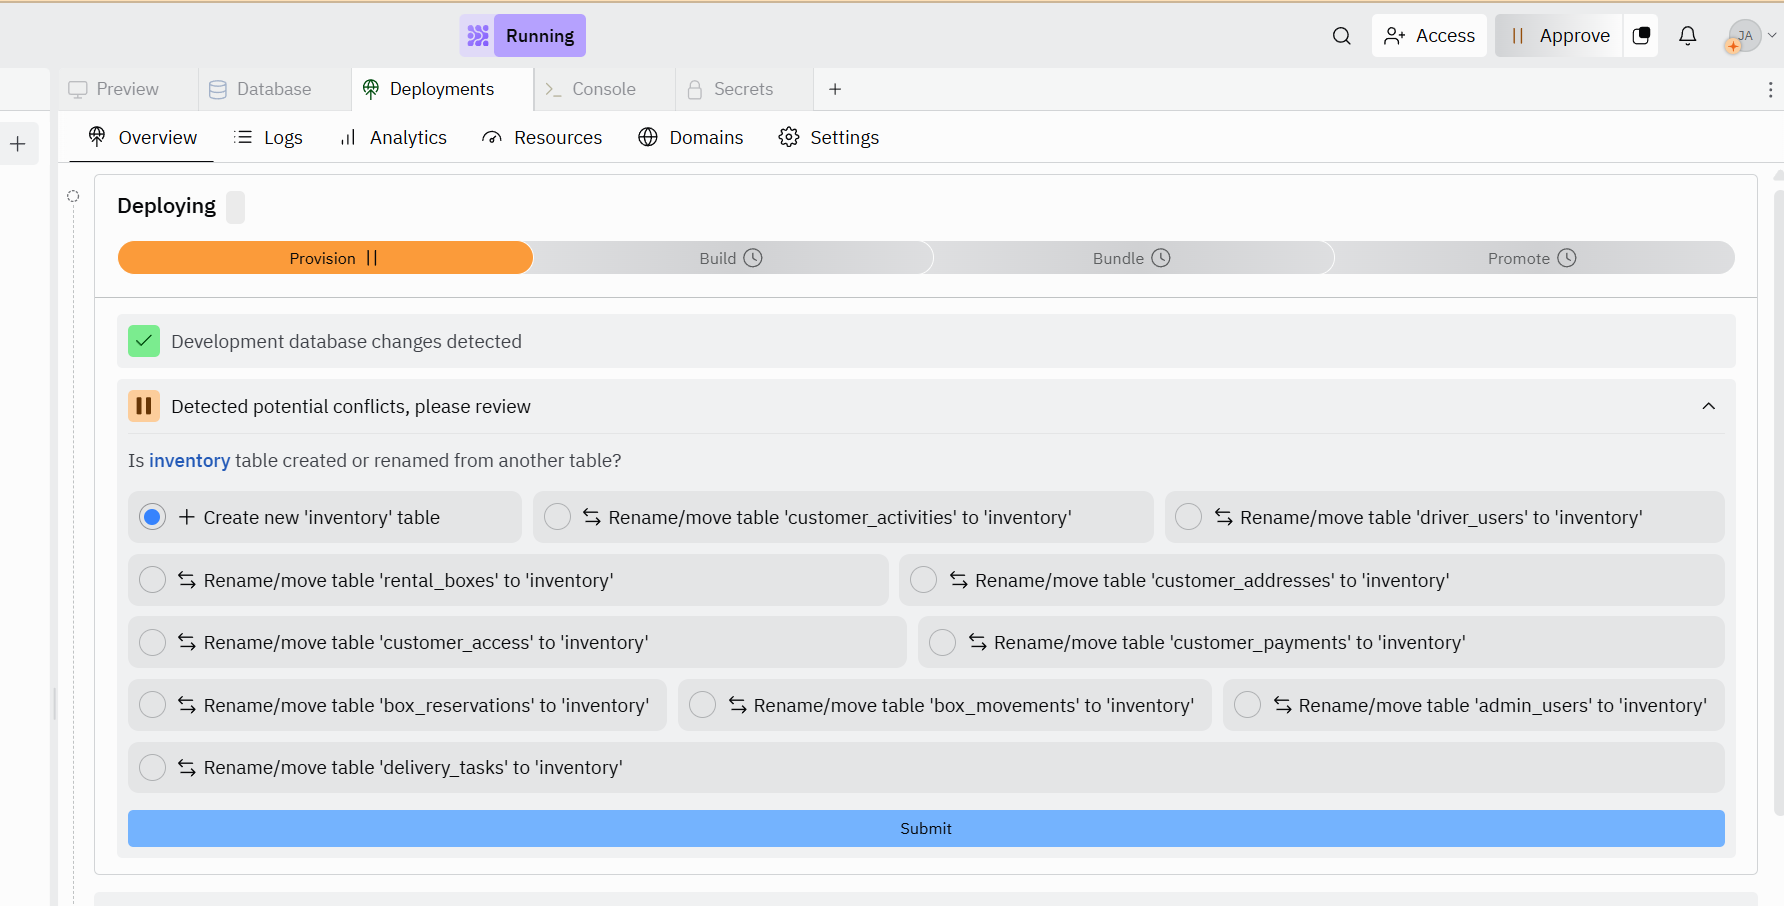 Running
Access
Approve
JA
Preview
Database
Deployments
Console
Secrets
Overview
Logs
Analytics
Resources
Domains
Settings
Deploying
Provision
Build
Bundle
Promote
Development database changes detected
Detected potential conflicts, please review
Is inventory table created or renamed from another table?
Create new 'inventory' table
Rename/move table 'customer_activities' to 'inventory'
Rename/move table 'driver_users' to 'inventory'
Rename/move table 'rental_boxes' to 'inventory'
Rename/move table 'customer_addresses' to 'inventory'
Rename/move table 'customer_access' to 'inventory'
Rename/move table 'customer_payments' to 'inventory'
Rename/move table 'box_reservations' to 'inventory'
Rename/move table 'box_movements' to 'inventory'
Rename/move table 'admin_users' to 'inventory'
Rename/move table 'delivery_tasks' to 'inventory'
Submit